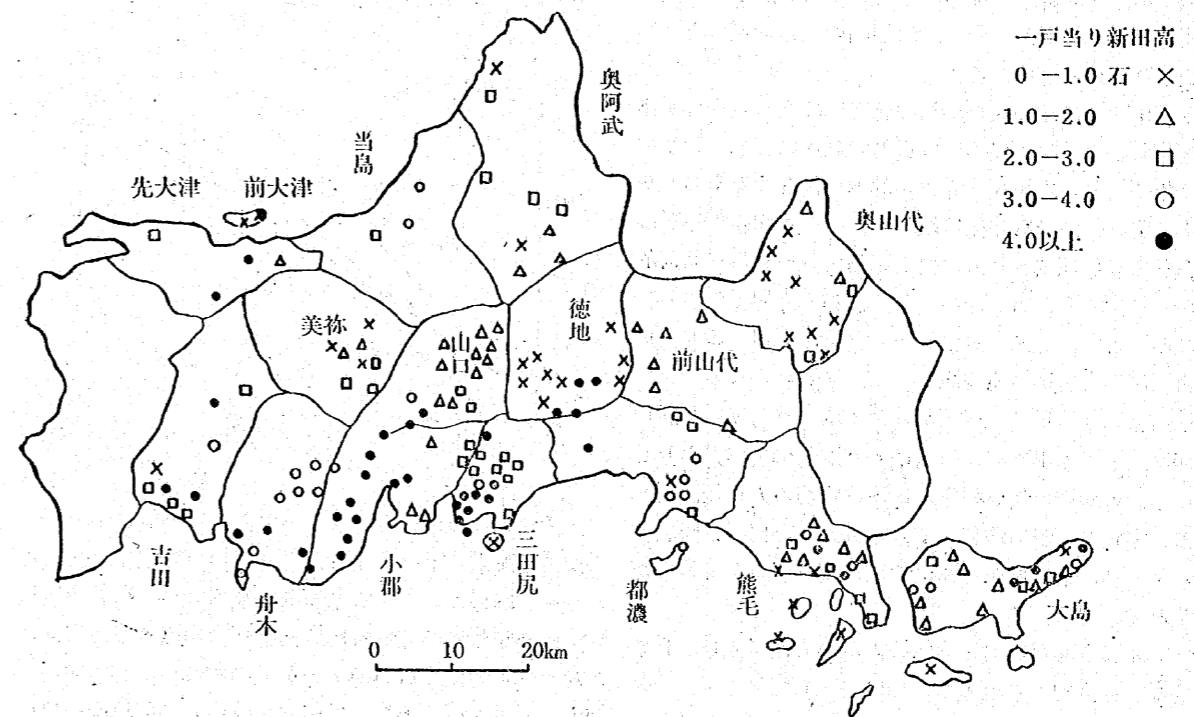 一戸当り新田高
0 －1.0 石 ×
1.0－2.0 △
2.0－3.0 □
3.0－4.0 ○
4.0以上 ●
奥阿武
当島
先大津
前大津
奥山代
徳地
美祢
山口
前山代
吉田
舟木
小郡
三田尻
都濃
熊毛
大島
0 10 20km